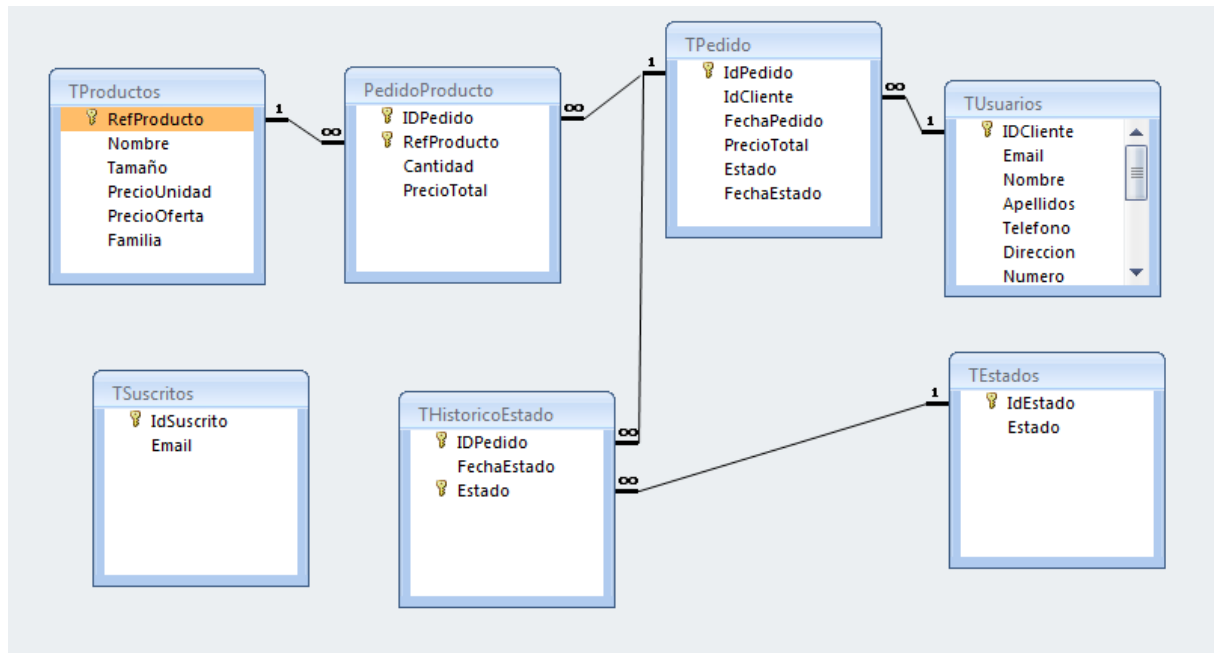 TProductos
RefProducto
Nombre
Tamaño
PrecioUnidad
PrecioOferta
Familia
1
∞
PedidoProducto
IDPedido
RefProducto
Cantidad
PrecioTotal
∞
1
TPedido
IdPedido
IdCliente
FechaPedido
PrecioTotal
Estado
FechaEstado
∞
1
TUsuarios
IDCliente
Email
Nombre
Apellidos
Telefono
Direccion
Numero
TSuscritos
IdSuscrito
Email
THistoricoEstado
IDPedido
FechaEstado
Estado
∞
∞
1
TEstados
IdEstado
Estado